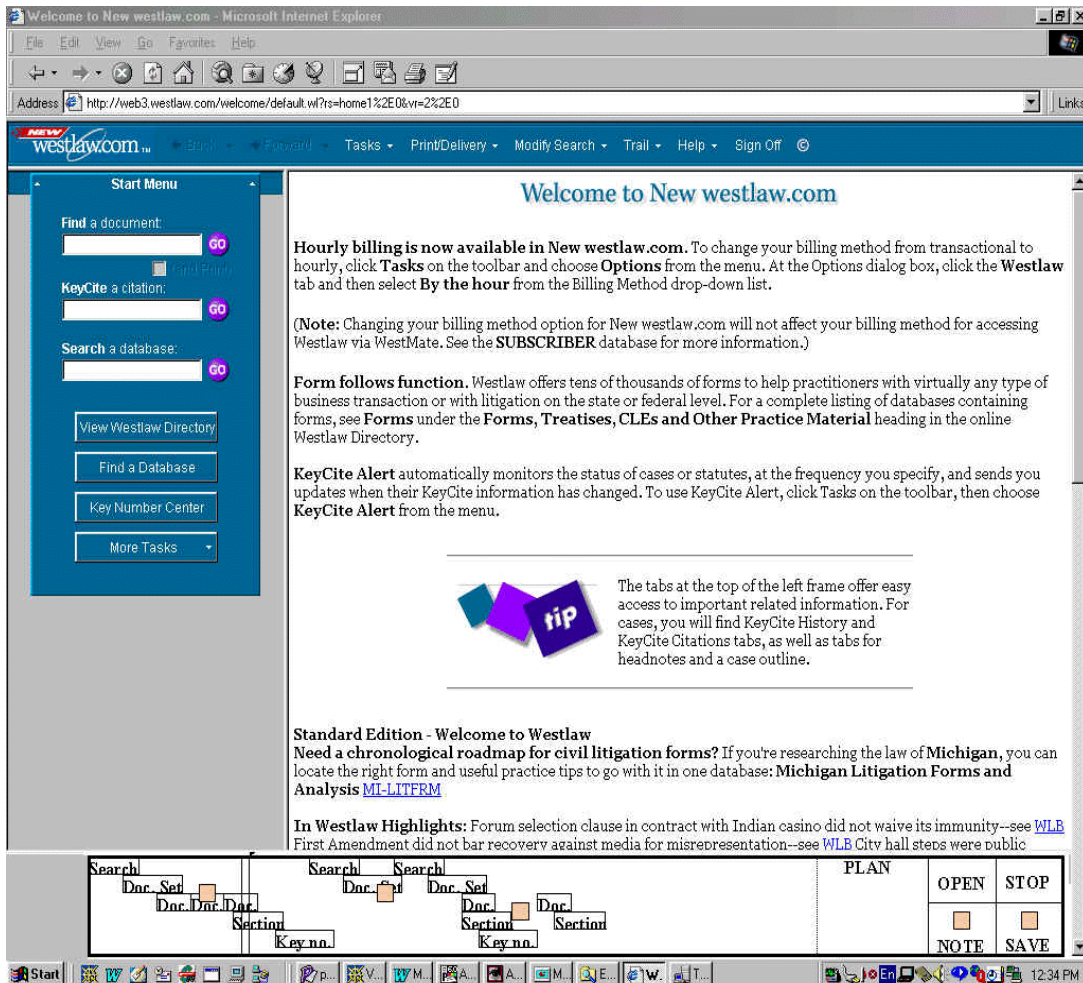 Welcome to New westlaw.com - Microsoft Internet Explorer
File Edit View Go Favorites Help
Address http://web3.westlaw.com/welcome/default.wl?rs=home1%2E0&vr=2%2E0
Links
NEW
westlaw.com TM Back Forward Tasks Print/Delivery Modify Search Trail Help Sign Off ©
Start Menu
Find a document:
GO
and Print
KeyCite a citation:
GO
Search a database:
GO
View Westlaw Directory
Find a Database
Key Number Center
More Tasks
Welcome to New westlaw.com
Hourly billing is now available in New westlaw.com. To change your billing method from transactional to
hourly, click Tasks on the toolbar and choose Options from the menu. At the Options dialog box, click the Westlaw
tab and then select By the hour from the Billing Method drop-down list.
(Note: Changing your billing method option for New westlaw.com will not affect your billing method for accessing
Westlaw via WestMate. See the SUBSCRIBER database for more information.)
Form follows function. Westlaw offers tens of thousands of forms to help practitioners with virtually any type of
business transaction or with litigation on the state or federal level. For a complete listing of databases containing
forms, see Forms under the Forms, Treatises, CLEs and Other Practice Material heading in the online
Westlaw Directory.
KeyCite Alert automatically monitors the status of cases or statutes, at the frequency you specify, and sends you
updates when their KeyCite information has changed. To use KeyCite Alert, click Tasks on the toolbar, then choose
KeyCite Alert from the menu.
tip
The tabs at the top of the left frame offer easy
access to important related information. For
cases, you will find KeyCite History and
KeyCite Citations tabs, as well as tabs for
headnotes and a case outline.
Standard Edition - Welcome to Westlaw
Need a chronological roadmap for civil litigation forms? If you're researching the law of Michigan, you can
locate the right form and useful practice tips to go with it in one database: Michigan Litigation Forms and
Analysis MI-LITFRM
In Westlaw Highlights: Forum selection clause in contract with Indian casino did not waive its immunity--see WLB
First Amendment did not bar recovery against media for misrepresentation--see WLB City hall steps were public
Search Search Search PLAN
Doc. Set Doc. Set Doc. Set OPEN STOP
Doc. Doc. Doc. Doc. Doc.
Section Section Section
Key no. Key no. NOTE SAVE
Start p... V... M... A... A... M... E... W. T... En 12:34 PM